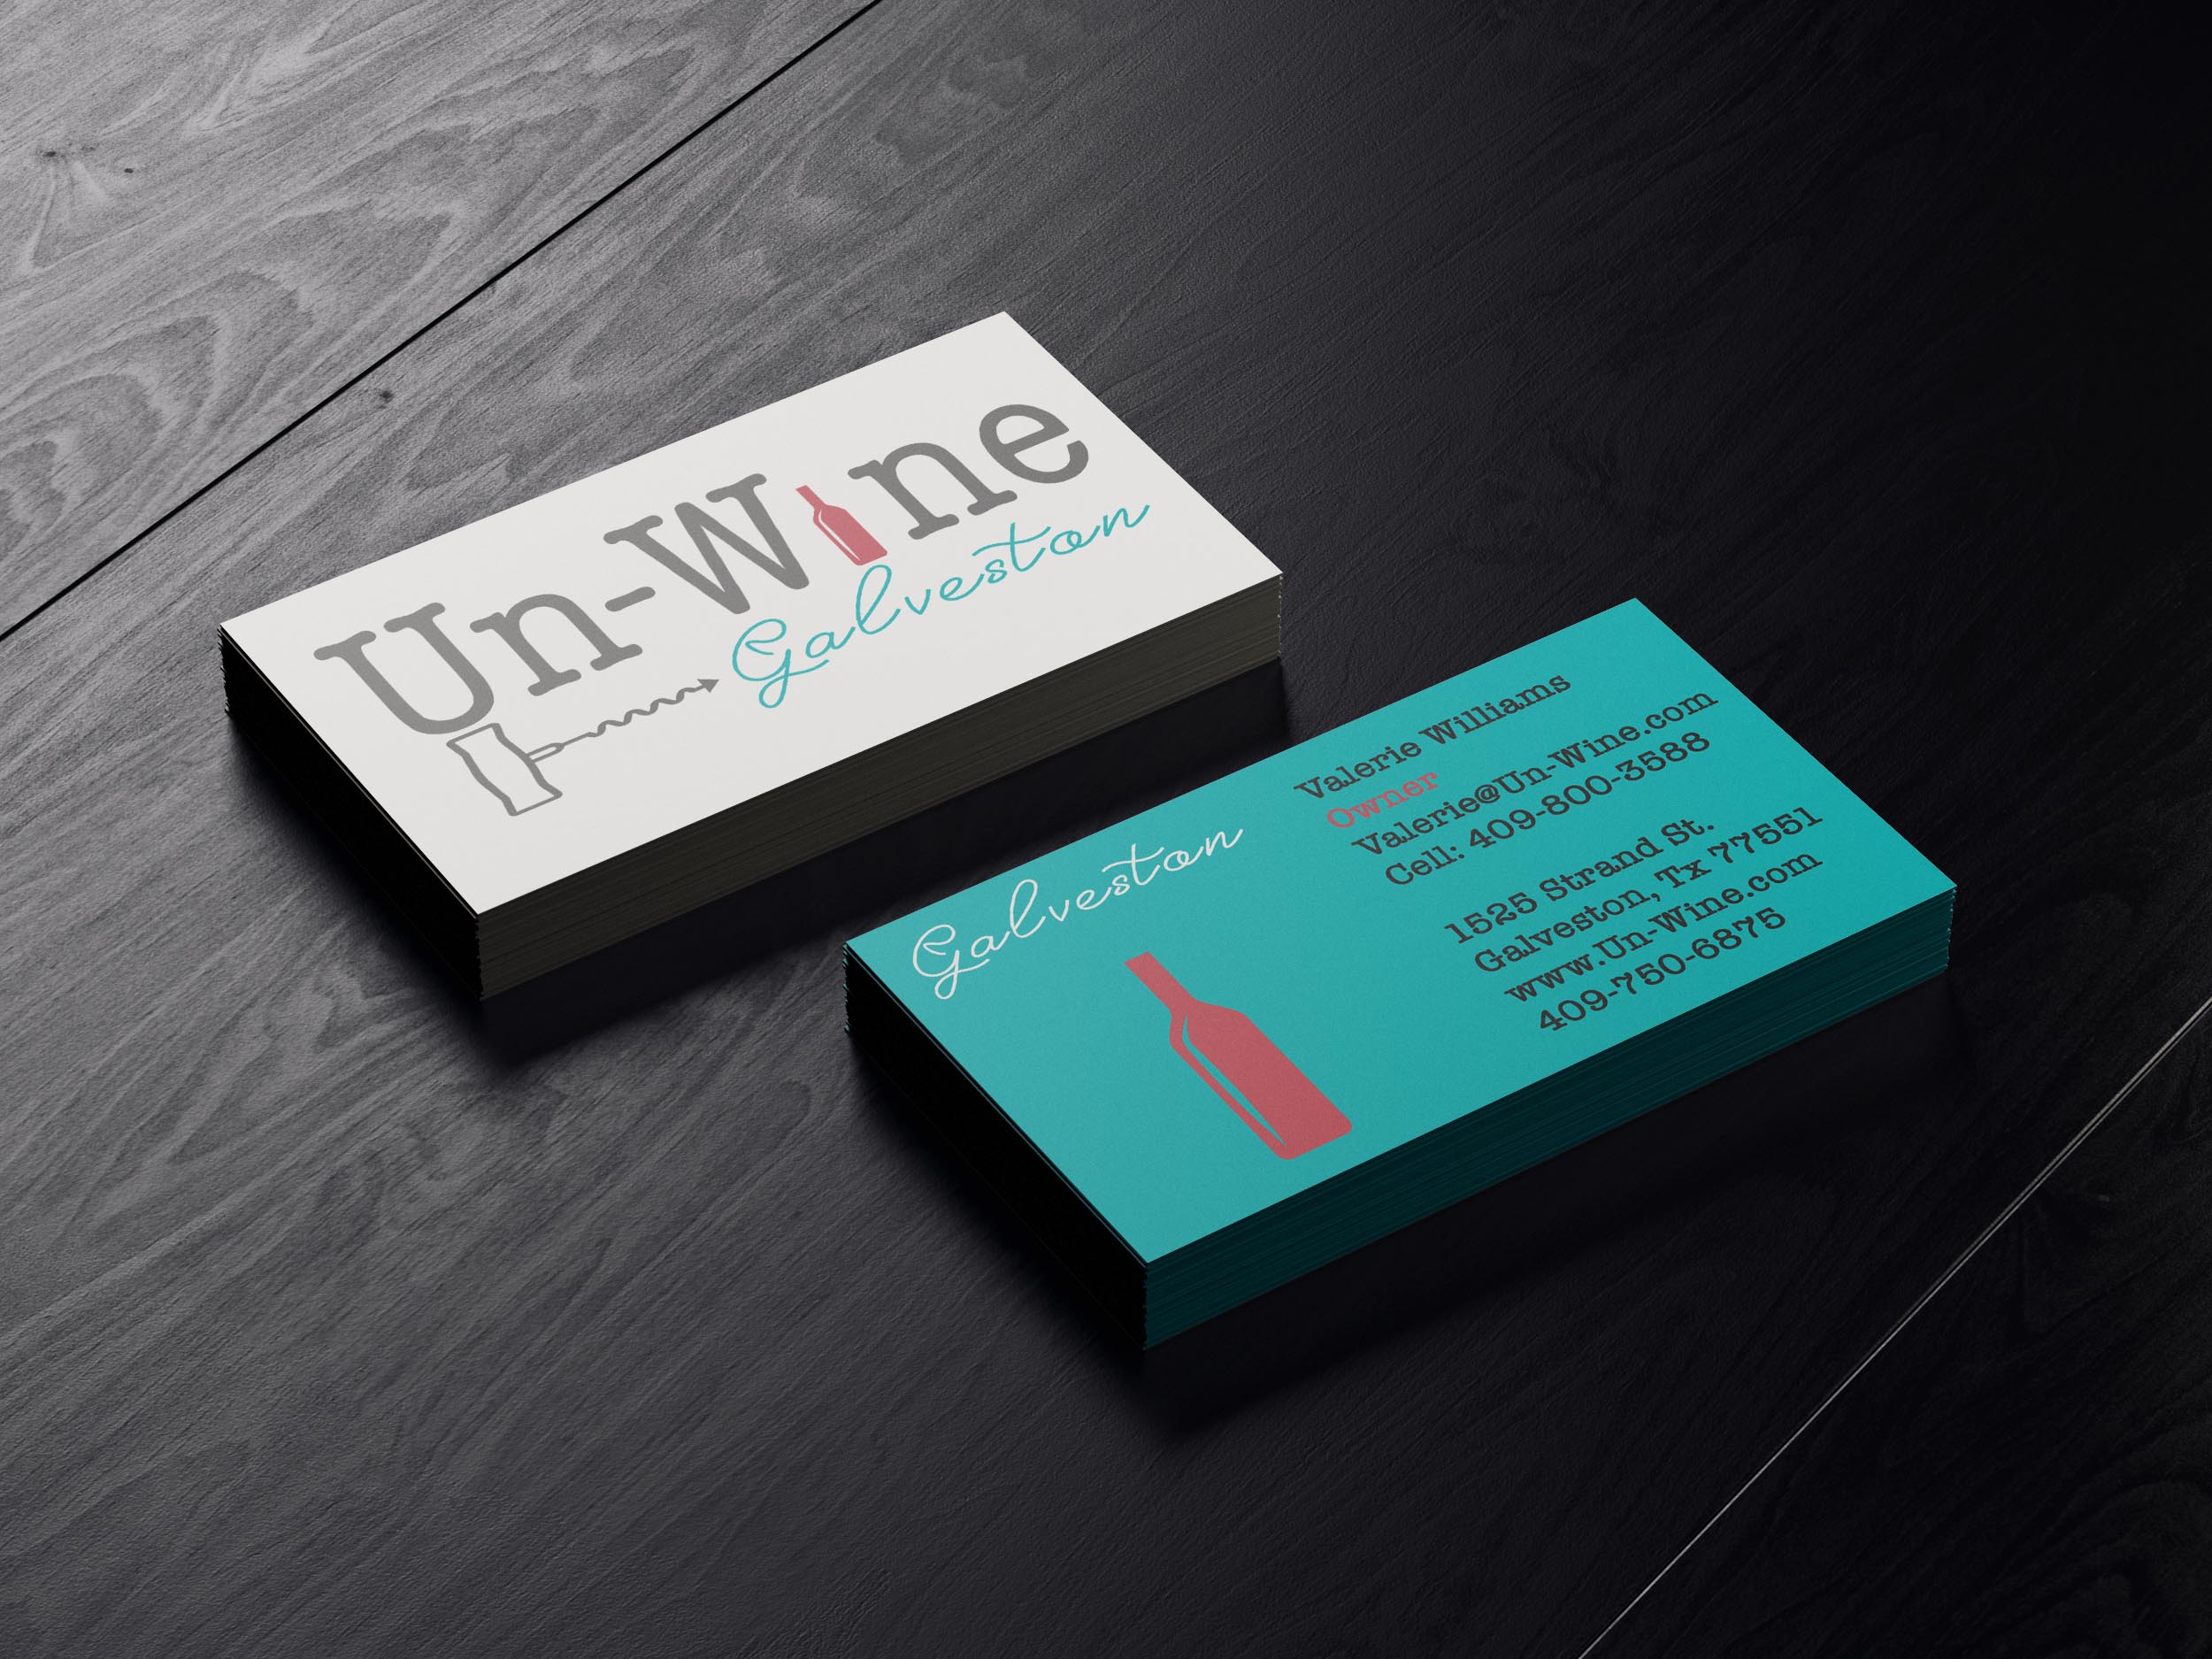 Un-Wine
Galveston
Galveston
Valerie Williams
Owner
Valerie@Un-Wine.com
Cell: 409-800-3588
1525 Strand St.
Galveston, Tx 77551
www.Un-Wine.com
409-750-6875